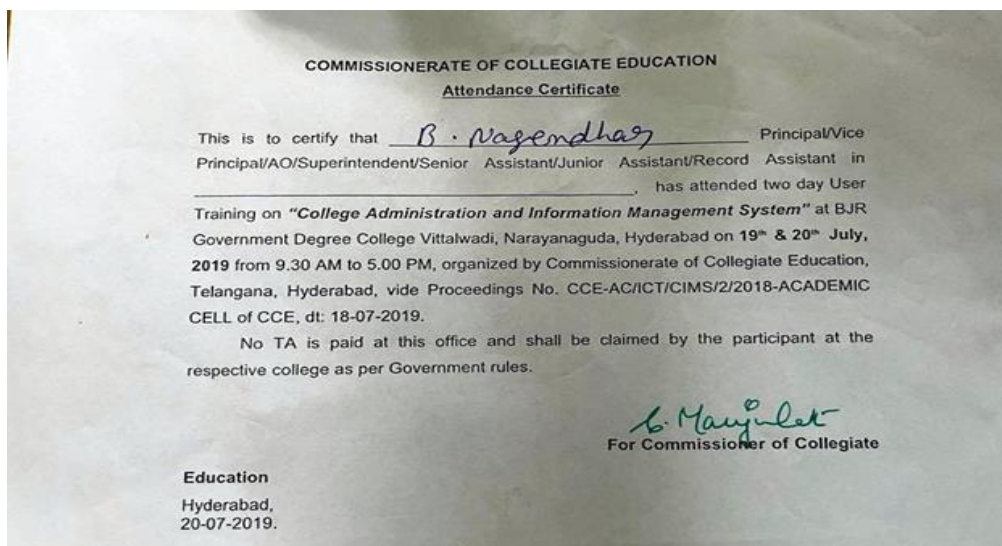 COMMISSIONERATE OF COLLEGIATE EDUCATION
Attendance Certificate
This is to certify that B. Nagendhar Principal/Vice
Principal/AO/Superintendent/Senior Assistant/Junior Assistant/Record Assistant in
, has attended two day User
Training on "College Administration and Information Management System" at BJR
Government Degree College Vittalwadi, Narayanaguda, Hyderabad on 19th & 20th July,
2019 from 9.30 AM to 5.00 PM, organized by Commissionerate of Collegiate Education,
Telangana, Hyderabad, vide Proceedings No. CCE-AC/ICT/CIMS/2/2018-ACADEMIC
CELL of CCE, dt: 18-07-2019.
No TA is paid at this office and shall be claimed by the participant at the
respective college as per Government rules.
For Commissioner of Collegiate
Education
Hyderabad,
20-07-2019.